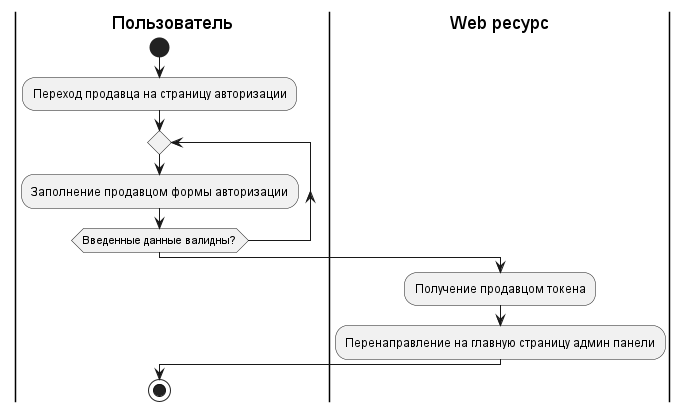 Пользователь
Web ресурс
Переход продавца на страницу авторизации
Заполнение продавцом формы авторизации
Введенные данные валидны?
Получение продавцом токена
Перенаправление на главную страницу админ панели